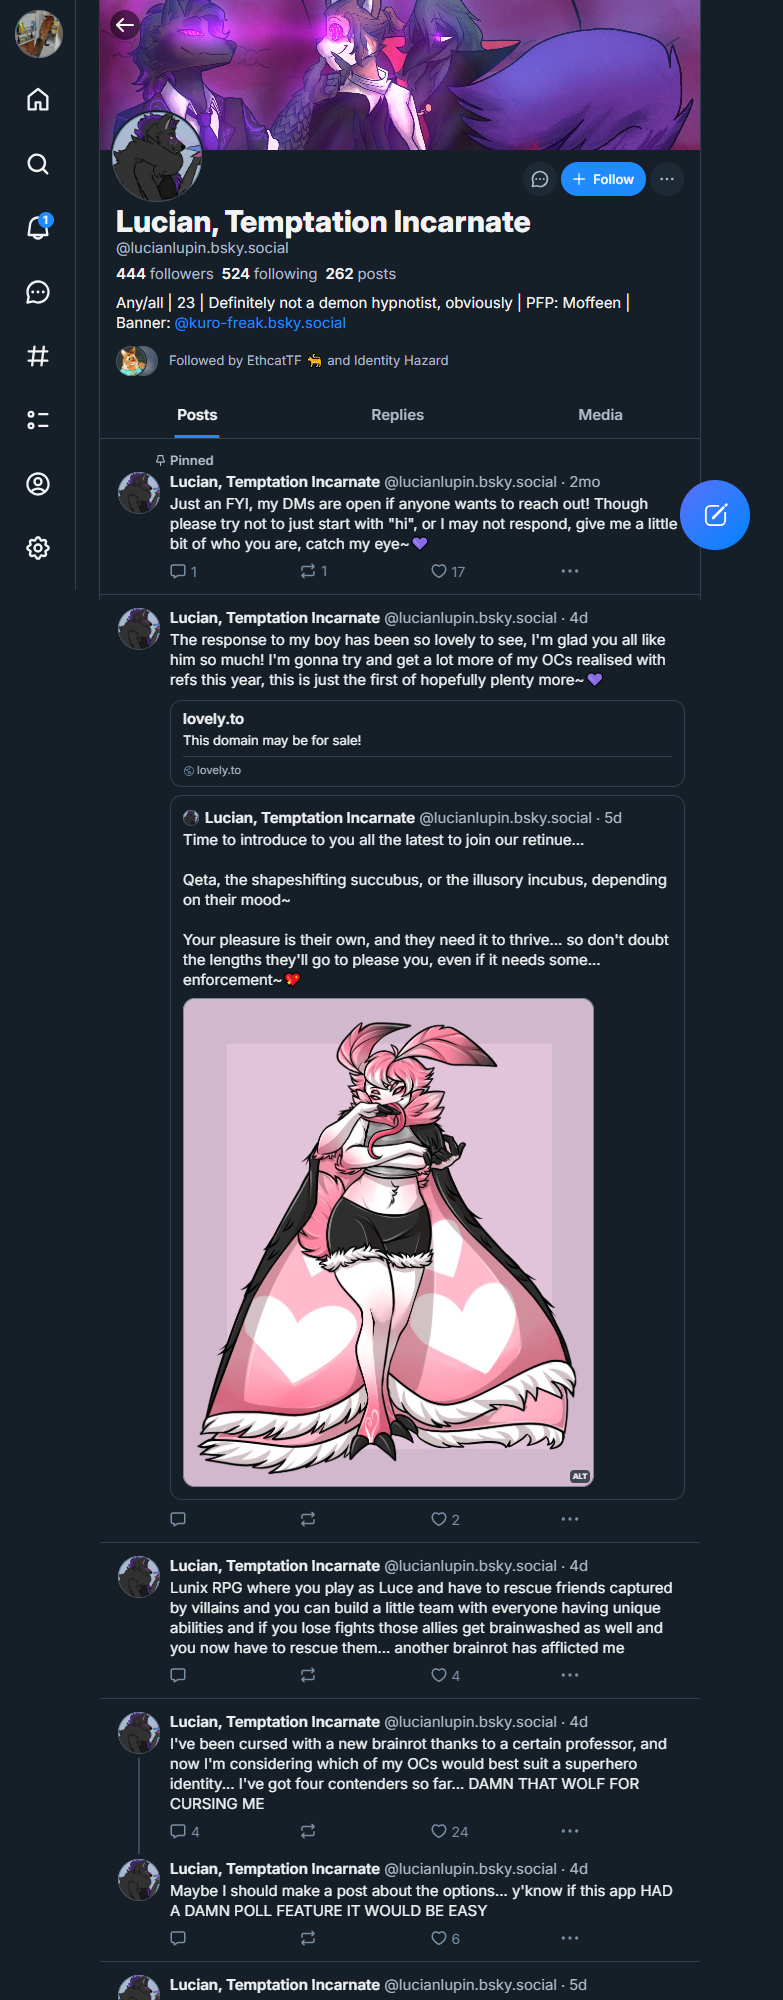 1
Follow
Lucian, Temptation Incarnate
@lucianlupin.bsky.social
444 followers 524 following 262 posts
Any/all | 23 | Definitely not a demon hypnotist, obviously | PFP: Moffeen |
Banner: @kuro-freak.bsky.social
Followed by EthcatTF 🐈 and Identity Hazard
Posts Replies Media
Pinned
Lucian, Temptation Incarnate @lucianlupin.bsky.social · 2mo
Just an FYI, my DMs are open if anyone wants to reach out! Though
please try not to just start with "hi", or I may not respond, give me a little
bit of who you are, catch my eye~💜
1 1 17
Lucian, Temptation Incarnate @lucianlupin.bsky.social · 4d
The response to my boy has been so lovely to see, I'm glad you all like
him so much! I'm gonna try and get a lot more of my OCs realised with
refs this year, this is just the first of hopefully plenty more~💜
lovely.to
This domain may be for sale!
lovely.to
Lucian, Temptation Incarnate @lucianlupin.bsky.social · 5d
Time to introduce to you all the latest to join our retinue...
Qeta, the shapeshifting succubus, or the illusory incubus, depending
on their mood~
Your pleasure is their own, and they need it to thrive... so don't doubt
the lengths they'll go to please you, even if it needs some...
enforcement~💖
ALT
2
Lucian, Temptation Incarnate @lucianlupin.bsky.social · 4d
Lunix RPG where you play as Luce and have to rescue friends captured
by villains and you can build a little team with everyone having unique
abilities and if you lose fights those allies get brainwashed as well and
you now have to rescue them... another brainrot has afflicted me
4
Lucian, Temptation Incarnate @lucianlupin.bsky.social · 4d
I've been cursed with a new brainrot thanks to a certain professor, and
now I'm considering which of my OCs would best suit a superhero
identity... I've got four contenders so far... DAMN THAT WOLF FOR
CURSING ME
4 24
Lucian, Temptation Incarnate @lucianlupin.bsky.social · 4d
Maybe I should make a post about the options... y'know if this app HAD
A DAMN POLL FEATURE IT WOULD BE EASY
6
Lucian, Temptation Incarnate @lucianlupin.bsky.social · 5d